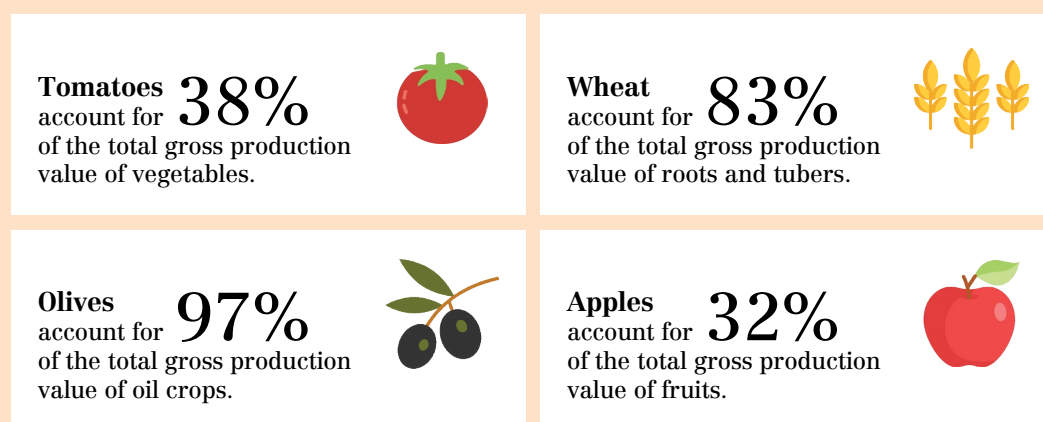 Tomatoes
account for 38%
of the total gross production
value of vegetables.
Wheat
account for 83%
of the total gross production
value of roots and tubers.
Olives
account for 97%
of the total gross production
value of oil crops.
Apples
account for 32%
of the total gross production
value of fruits.